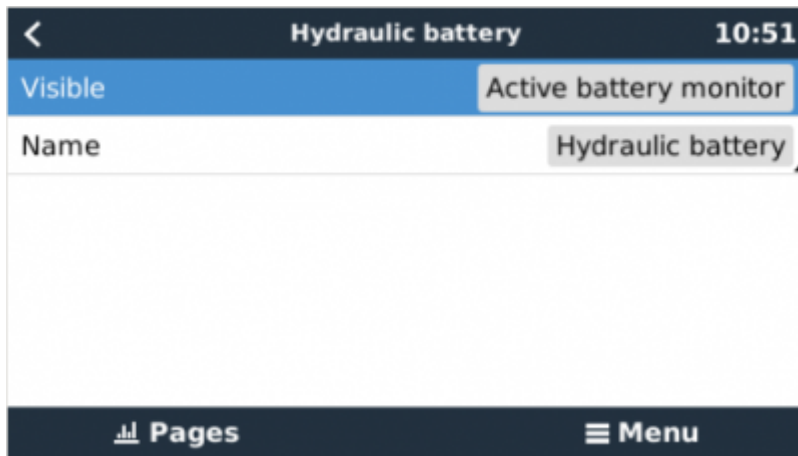 Hydraulic battery 10:51
Visible Active battery monitor
Name Hydraulic battery
Pages Menu